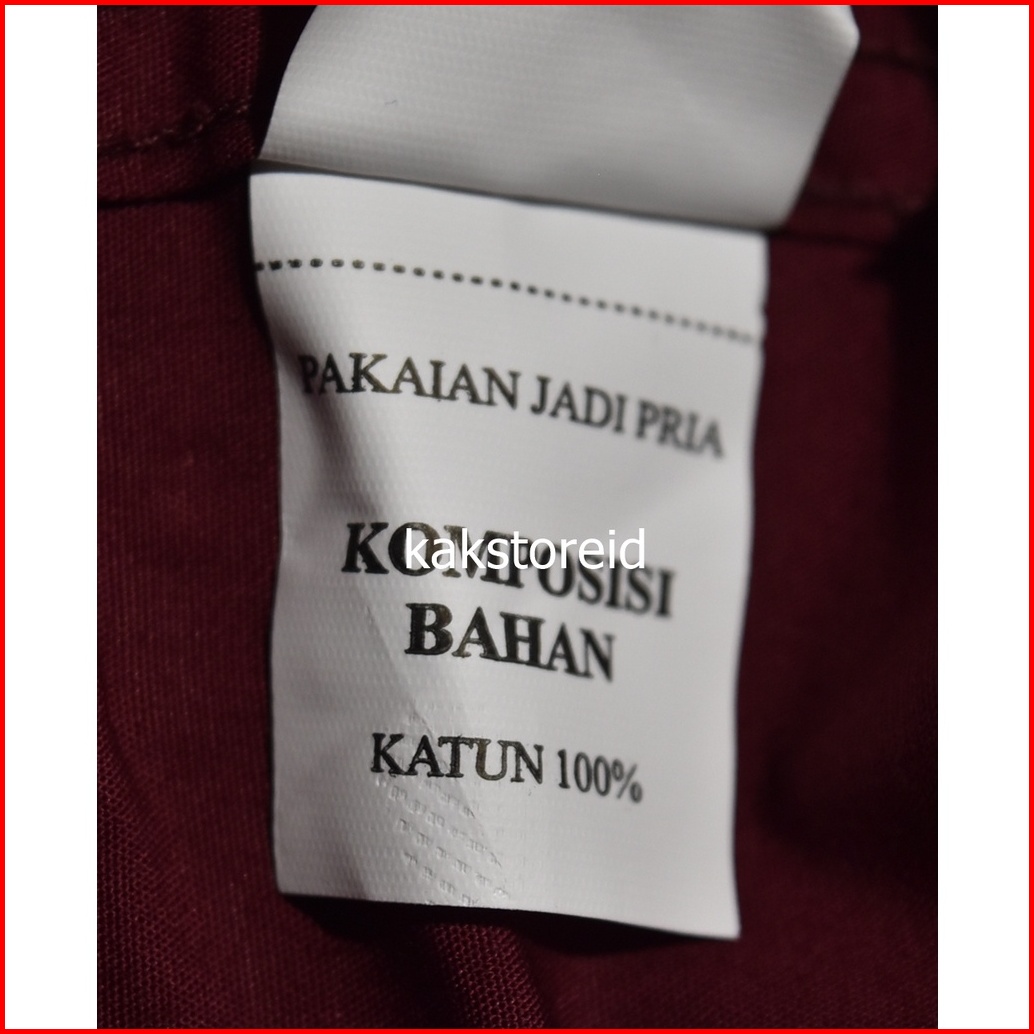 PAKAIAN JADI PRIA
KOMPOSISI
kakstoreid
BAHAN
KATUN 100%